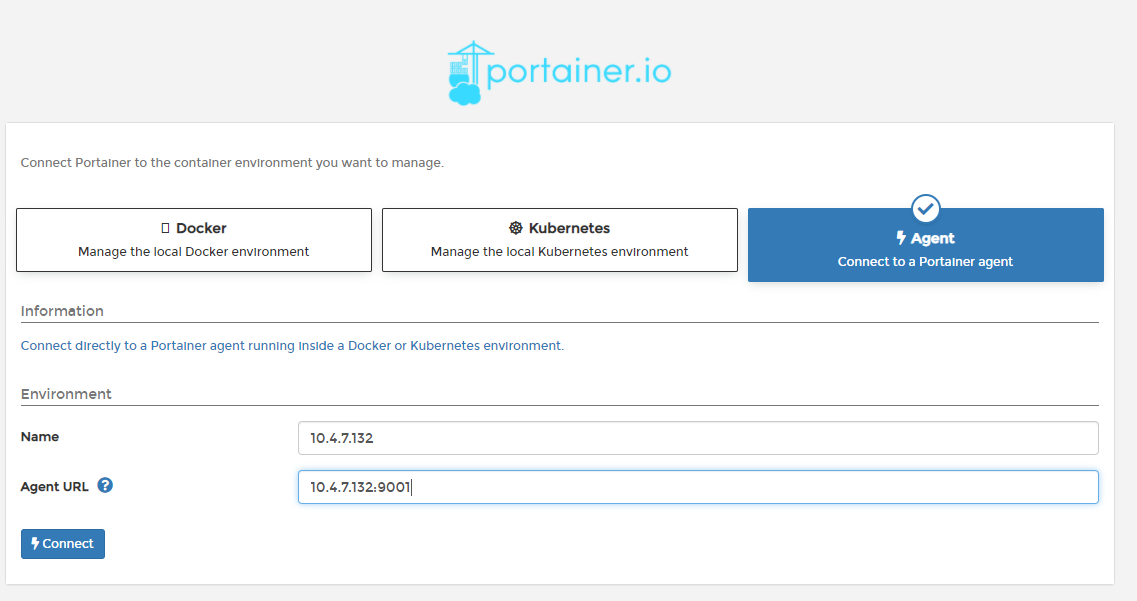 portainer.io
Connect Portainer to the container environment you want to manage.
Docker
Manage the local Docker environment
Kubernetes
Manage the local Kubernetes environment
Agent
Connect to a Portainer agent
Information
Connect directly to a Portainer agent running inside a Docker or Kubernetes environment.
Environment
Name
10.4.7.132
Agent URL
10.4.7.132:9001
Connect